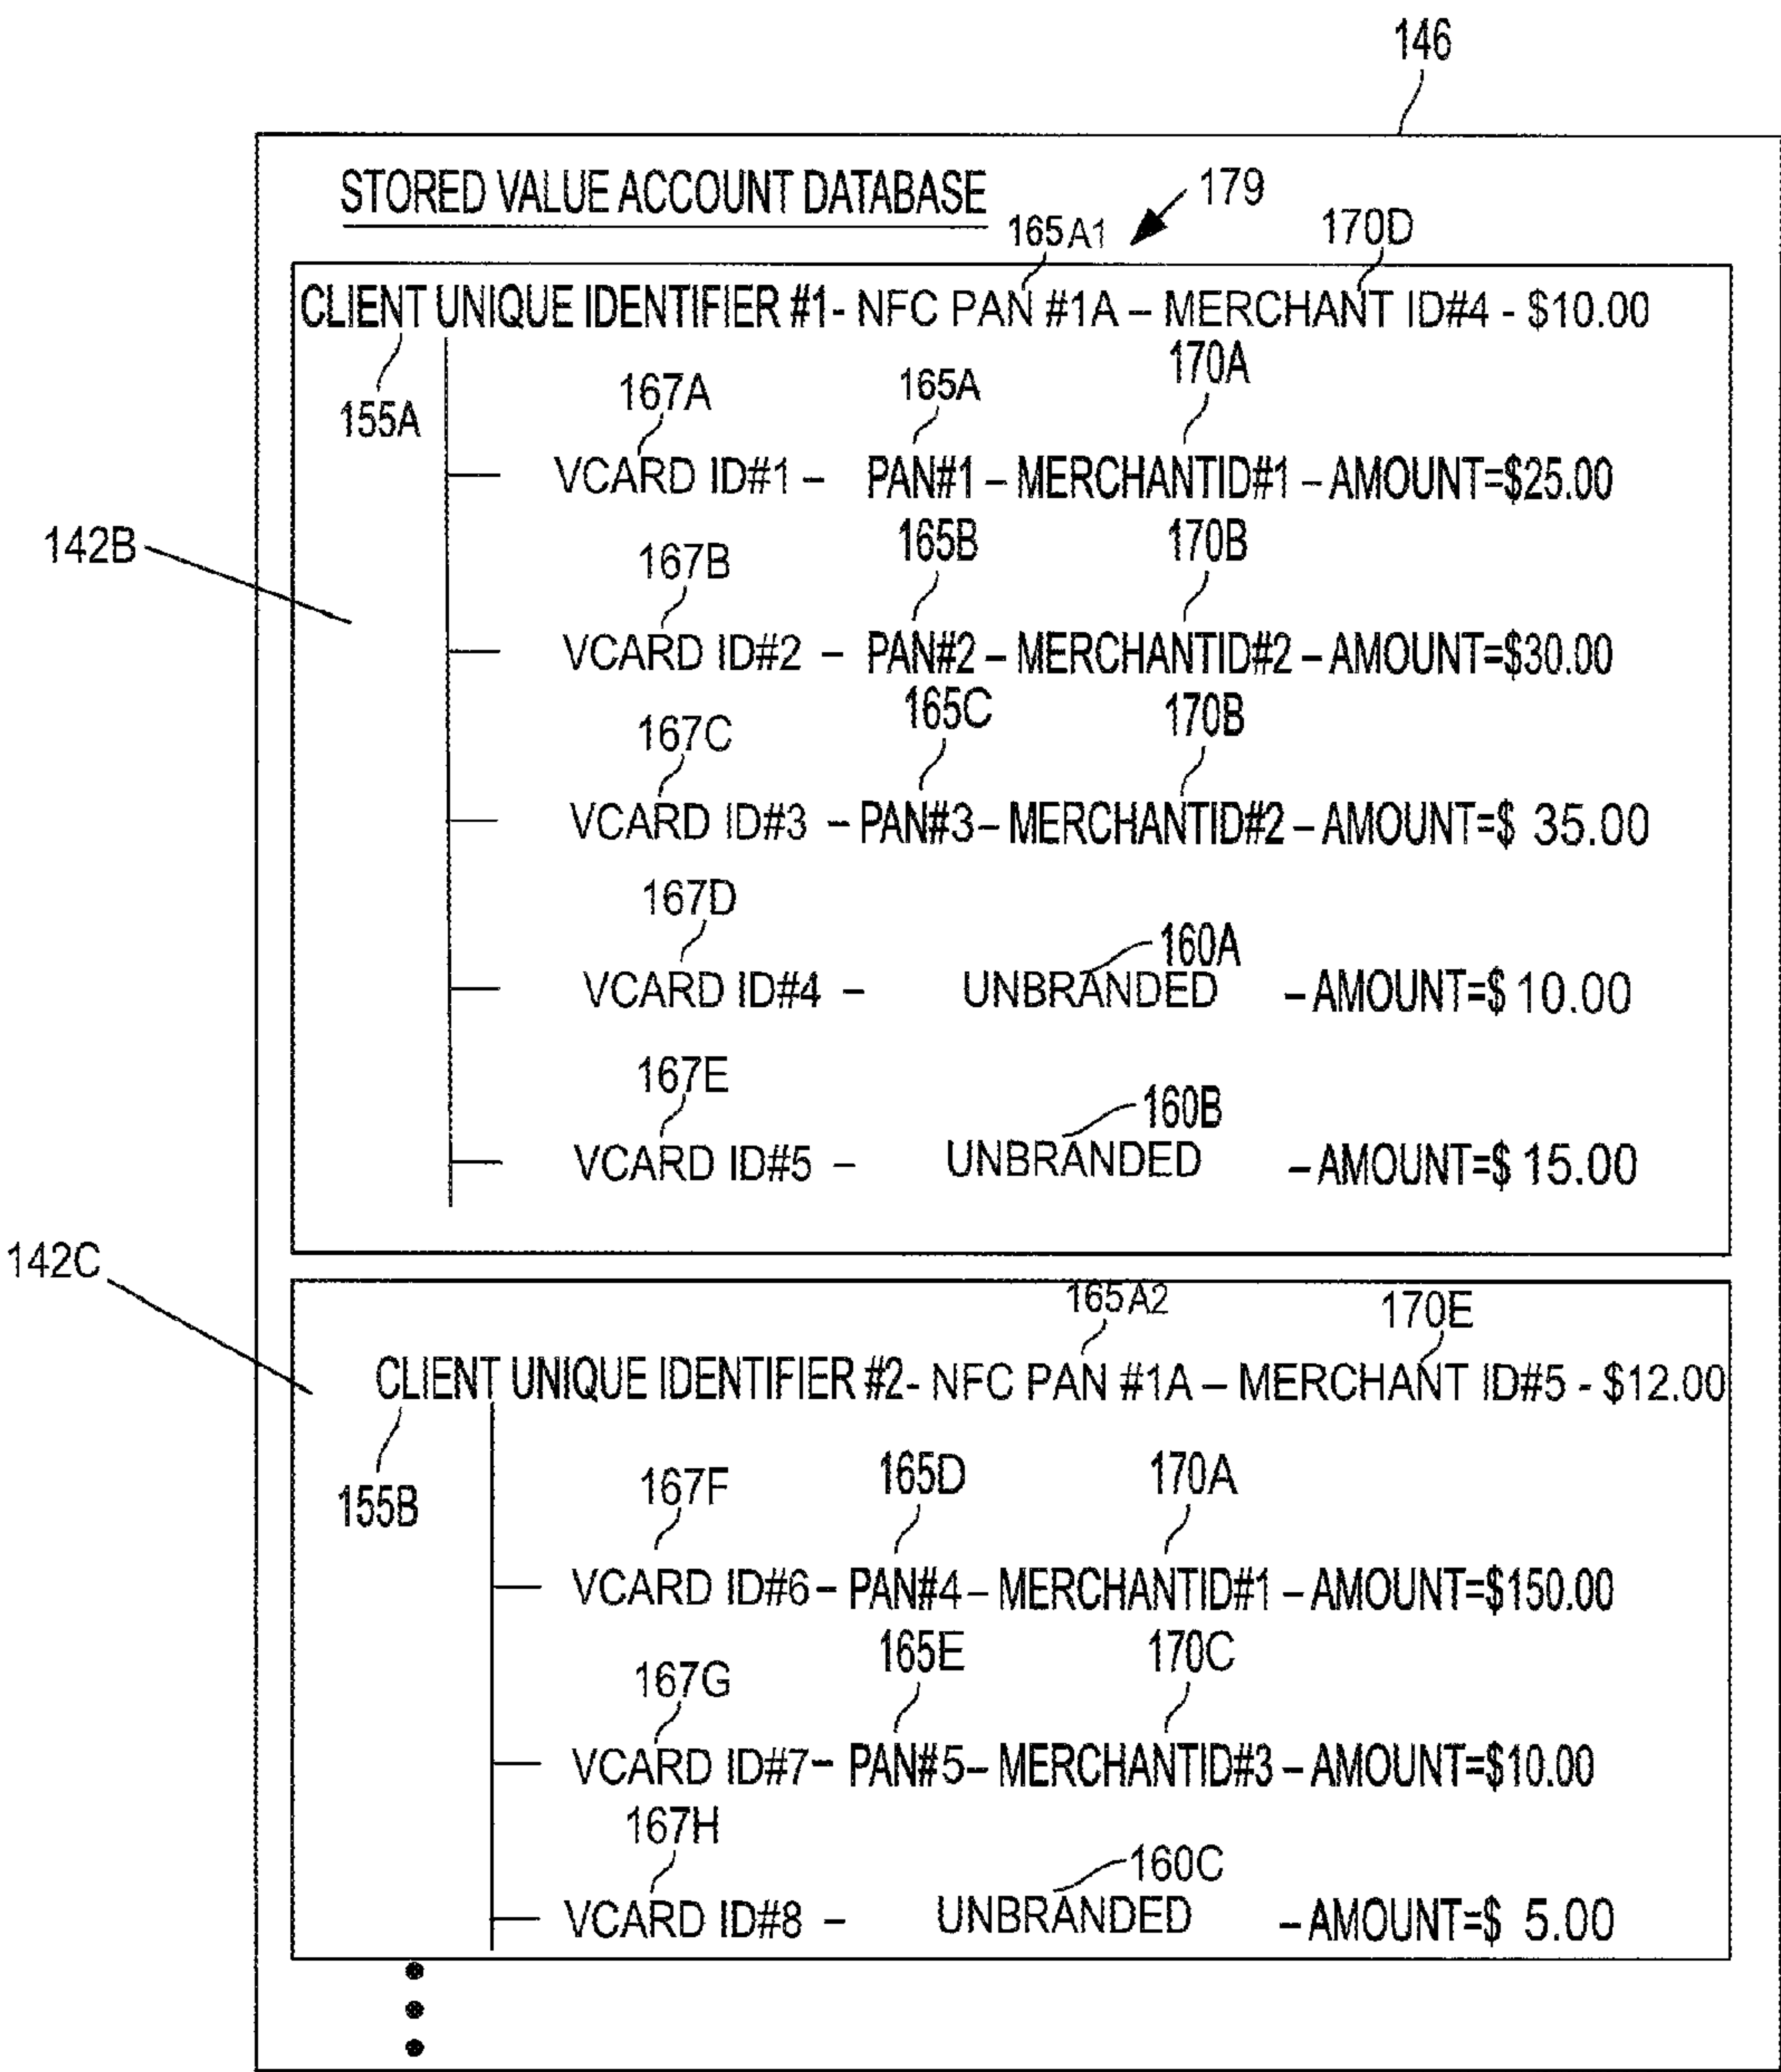 146
STORED VALUE ACCOUNT DATABASE
179
165A1
170D
CLIENT UNIQUE IDENTIFIER #1- NFC PAN #1A – MERCHANT ID#4 - $10.00
155A
167A 165A 170A
VCARD ID#1 – PAN#1 – MERCHANTID#1 – AMOUNT=$25.00
142B
167B 165B 170B
VCARD ID#2 – PAN#2 – MERCHANTID#2 – AMOUNT=$30.00
167C 165C 170B
VCARD ID#3 – PAN#3 – MERCHANTID#2 – AMOUNT=$ 35.00
167D 160A
VCARD ID#4 – UNBRANDED – AMOUNT=$ 10.00
167E 160B
VCARD ID#5 – UNBRANDED – AMOUNT=$ 15.00
142C
165A2 170E
CLIENT UNIQUE IDENTIFIER #2- NFC PAN #1A – MERCHANT ID#5 - $12.00
155B
167F 165D 170A
VCARD ID#6 – PAN#4 – MERCHANTID#1 – AMOUNT=$150.00
167G 165E 170C
VCARD ID#7 – PAN#5 – MERCHANTID#3 – AMOUNT=$10.00
167H 160C
VCARD ID#8 – UNBRANDED – AMOUNT=$ 5.00